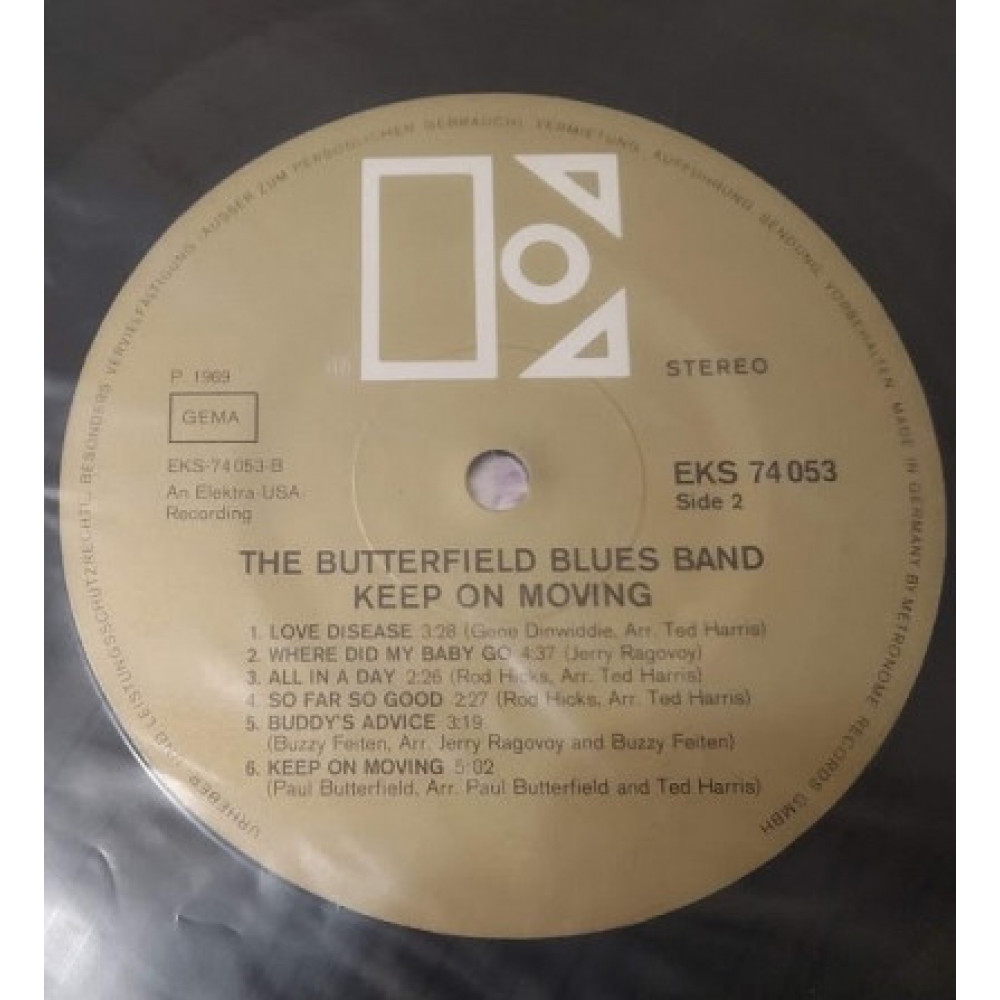 URHEBER- UND LEISTUNGSSCHUTZRECHTL. BESONDERS VERVIELFÄLTIGUNG AUSSER ZUM PERSÖNLICHEN GEBRAUCH, VERMIETUNG, AUFFÜHRUNG, SENDUNG, VORBEHALTEN. MADE IN GERMANY BY METRONOME RECORDS GMBH
P 1969
STEREO
GEMA
EKS-74 053-B
An Elektra-USA-
Recording
EKS 74 053
Side 2
THE BUTTERFIELD BLUES BAND
KEEP ON MOVING
1. LOVE DISEASE 3:28 (Gene Dinwiddie, Arr. Ted Harris)
2. WHERE DID MY BABY GO 4:37 (Jerry Ragovoy)
3. ALL IN A DAY 2:26 (Rod Hicks, Arr. Ted Harris)
4. SO FAR SO GOOD 2:27 (Rod Hicks, Arr. Ted Harris)
5. BUDDY'S ADVICE 3:19
(Buzzy Feiten, Arr. Jerry Ragovoy and Buzzy Feiten)
6. KEEP ON MOVING 5:02
(Paul Butterfield, Arr. Paul Butterfield and Ted Harris)